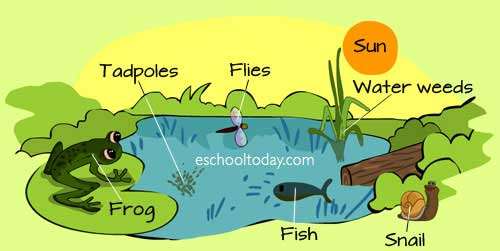 Sun
Tadpoles
Flies
Water weeds
eschooltoday.com
Frog
Fish
Snail